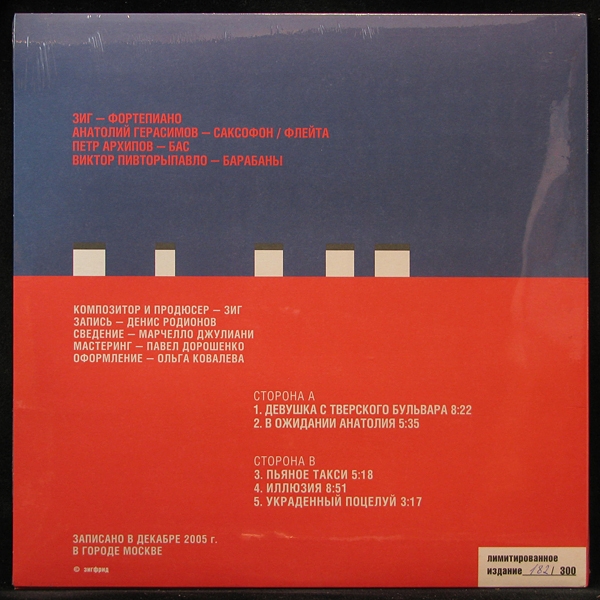 ЗИГ – ФОРТЕПИАНО
АНАТОЛИЙ ГЕРАСИМОВ – САКСОФОН / ФЛЕЙТА
ПЕТР АРХИПОВ – БАС
ВИКТОР ПИВТОРЫПАВЛО – БАРАБАНЫ
КОМПОЗИТОР И ПРОДЮСЕР – ЗИГ
ЗАПИСЬ – ДЕНИС РОДИОНОВ
СВЕДЕНИЕ – МАРЧЕЛЛО ДЖУЛИАНИ
МАСТЕРИНГ – ПАВЕЛ ДОРОШЕНКО
ОФОРМЛЕНИЕ – ОЛЬГА КОВАЛЕВА
СТОРОНА А
1. ДЕВУШКА С ТВЕРСКОГО БУЛЬВАРА 8:22
2. В ОЖИДАНИИ АНАТОЛИЯ 5:35
СТОРОНА В
3. ПЬЯНОЕ ТАКСИ 5:18
4. ИЛЛЮЗИЯ 8:51
5. УКРАДЕННЫЙ ПОЦЕЛУЙ 3:17
ЗАПИСАНО В ДЕКАБРЕ 2005 г.
В ГОРОДЕ МОСКВЕ
© зигфрид
лимитированное
издание 182/ 300